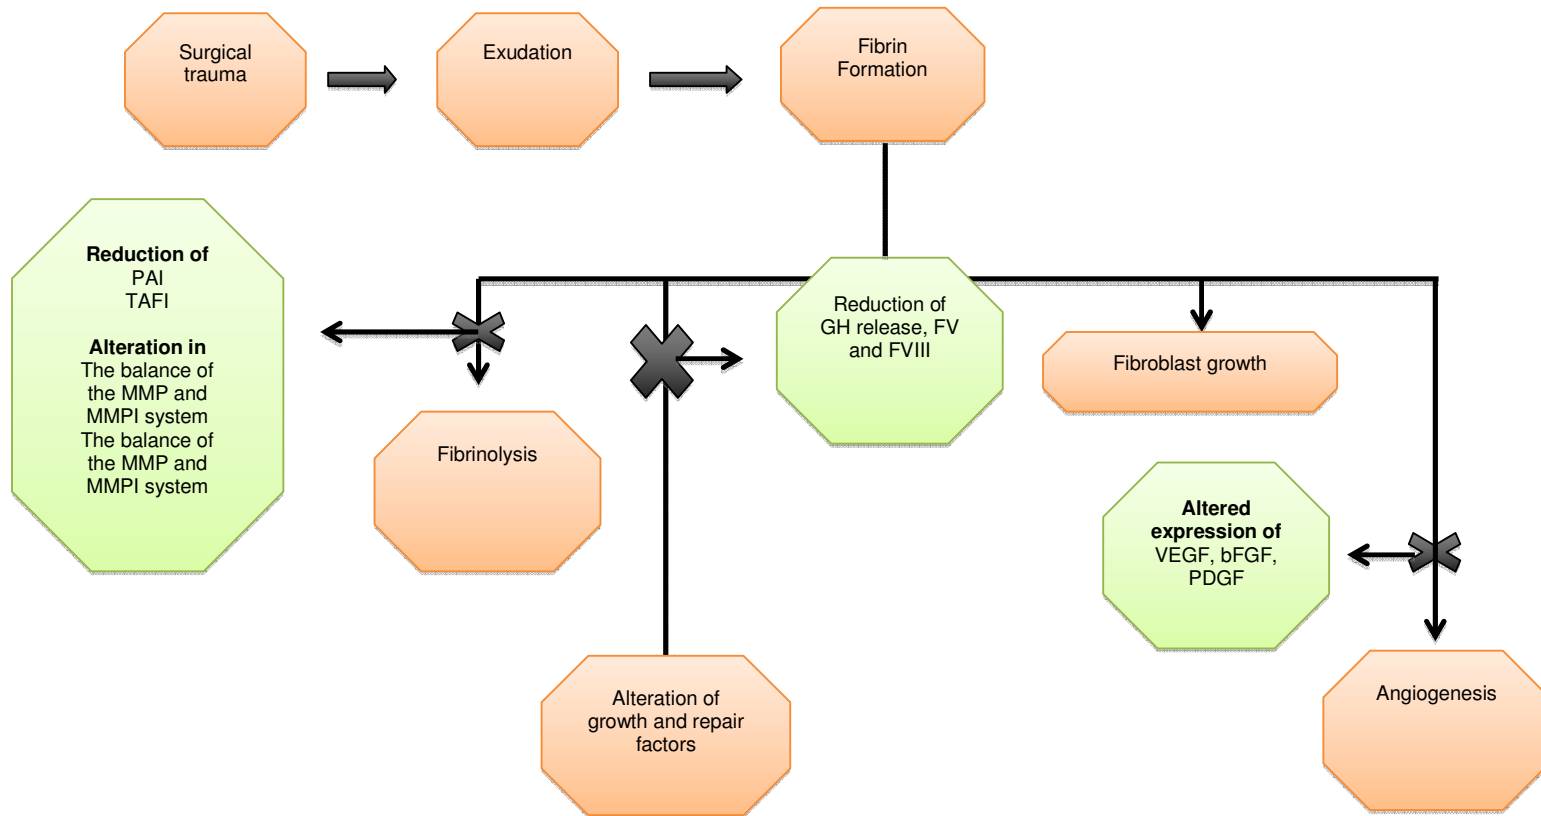 Surgical
trauma
Exudation
Fibrin
Formation
Reduction of
PAI
TAFI
Alteration in
The balance of
the MMP and
MMPI system
The balance of
the MMP and
MMPI system
Fibrinolysis
Alteration of
growth and repair
factors
Reduction of
GH release, FV
and FVIII
Fibroblast growth
Altered
expression of
VEGF, bFGF,
PDGF
Angiogenesis